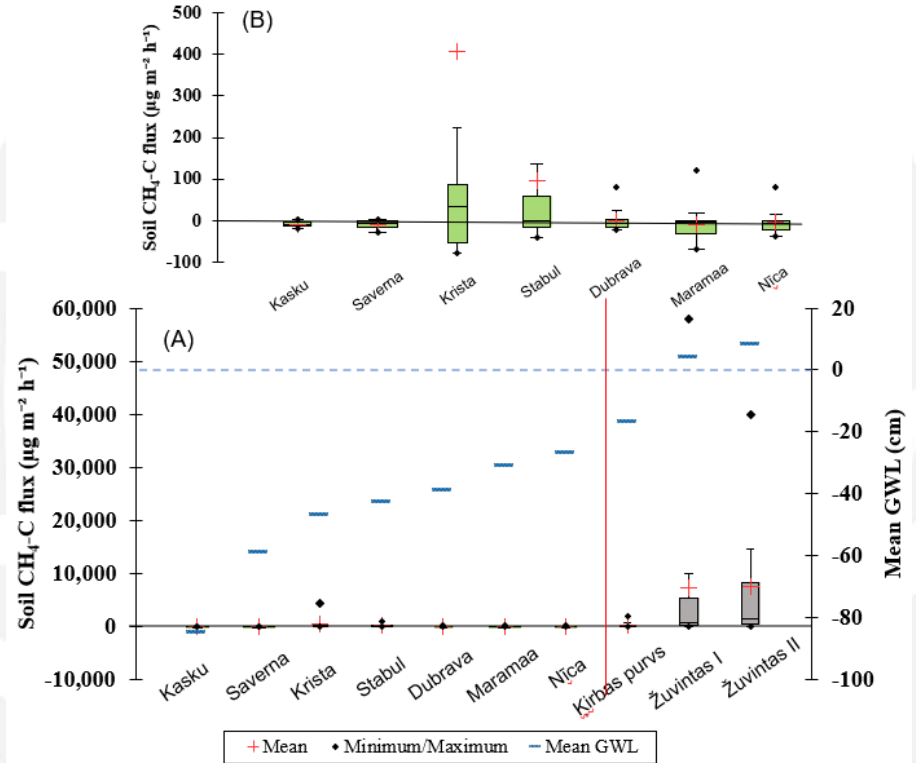 (B)
Soil CH₄-C flux (µg m⁻² h⁻¹)
500
400
300
200
100
0
-100
Kasku
Saverna
Krista
Stabul
Dubrava
Maramaa
Nīca
(A)
Soil CH₄-C flux (µg m⁻² h⁻¹)
60,000
50,000
40,000
30,000
20,000
10,000
0
-10,000
20
0
-20
-40
-60
-80
-100
Mean GWL (cm)
Kasku
Saverna
Krista
Stabul
Dubrava
Maramaa
Nīca
Ķirbas purvs
Žuvintas I
Žuvintas II
Mean
Minimum/Maximum
Mean GWL